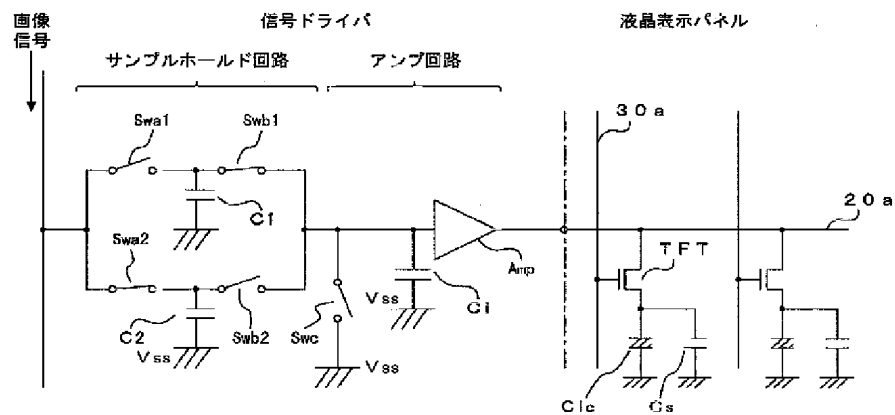 画像
信号
信号ドライバ
液晶表示パネル
サンプルホールド回路
アンプ回路
Swa1
Swb1
30a
C1
20a
Swa2
Amp
TFT
C2
Vss
Swb2
Swc
Vss
Ci
Vss
Clc
Cs